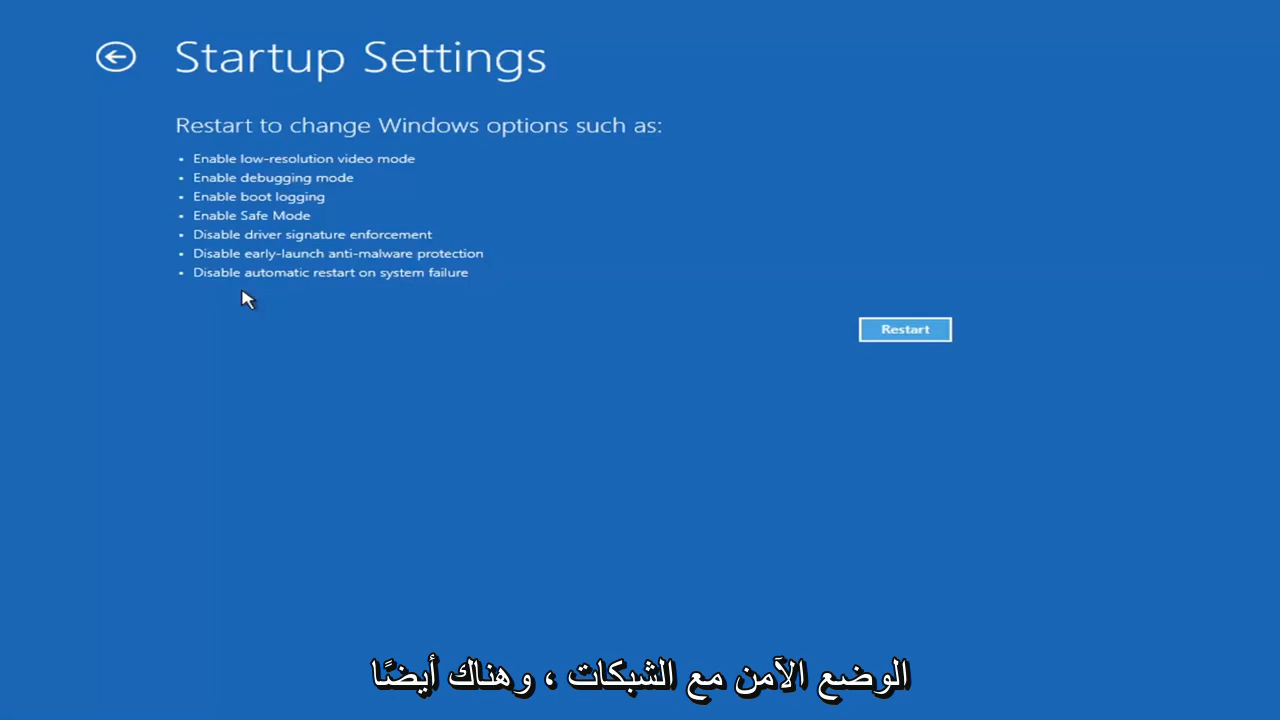 Startup Settings
Restart to change Windows options such as:
• Enable low-resolution video mode
• Enable debugging mode
• Enable boot logging
• Enable Safe Mode
• Disable driver signature enforcement
• Disable early-launch anti-malware protection
• Disable automatic restart on system failure
Restart
الوضع الآمن مع الشبكات ، وهناك أيضًا